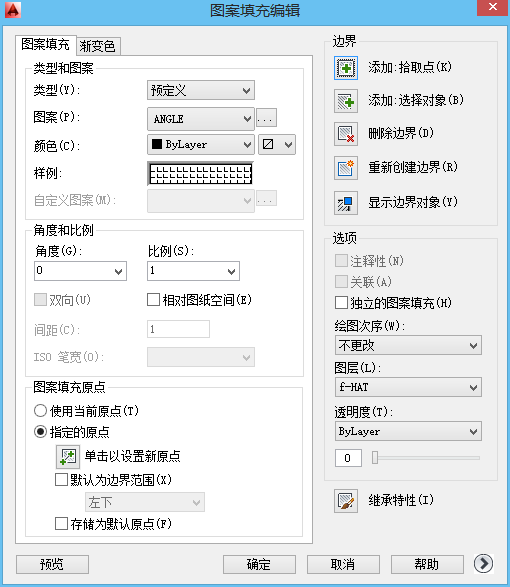 图案填充编辑
图案填充
渐变色
类型和图案
类型(Y):
预定义
图案(P):
ANGLE
...
颜色(C):
ByLayer
样例:
自定义图案(M):
...
角度和比例
角度(G):
比例(S):
0
1
双向(U)
相对图纸空间(E)
间距(C):
1
ISO 笔宽(O):
图案填充原点
使用当前原点(T)
指定的原点
单击以设置新原点
默认为边界范围(X)
左下
存储为默认原点(F)
边界
添加:拾取点(K)
添加:选择对象(B)
删除边界(D)
重新创建边界(R)
显示边界对象(Y)
选项
注释性(N)
关联(A)
独立的图案填充(H)
绘图次序(W):
不更改
图层(L):
f-HAT
透明度(T):
ByLayer
0
继承特性(I)
预览
确定
取消
帮助